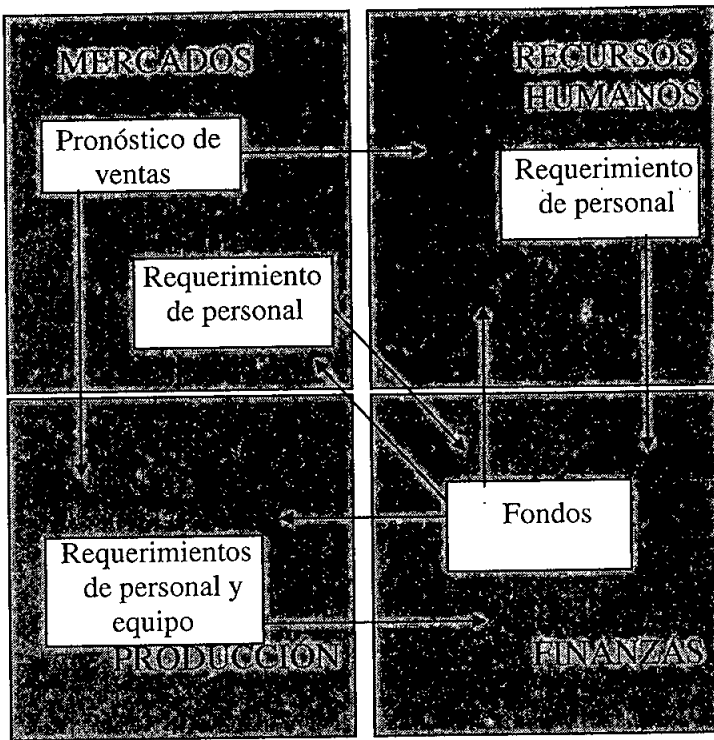 MERCADOS
Pronóstico de
ventas
Requerimiento
de personal
RECURSOS
HUMANOS
Requerimiento
de personal
Requerimientos
de personal y
equipo
PRODUCCIÓN
Fondos
FINANZAS